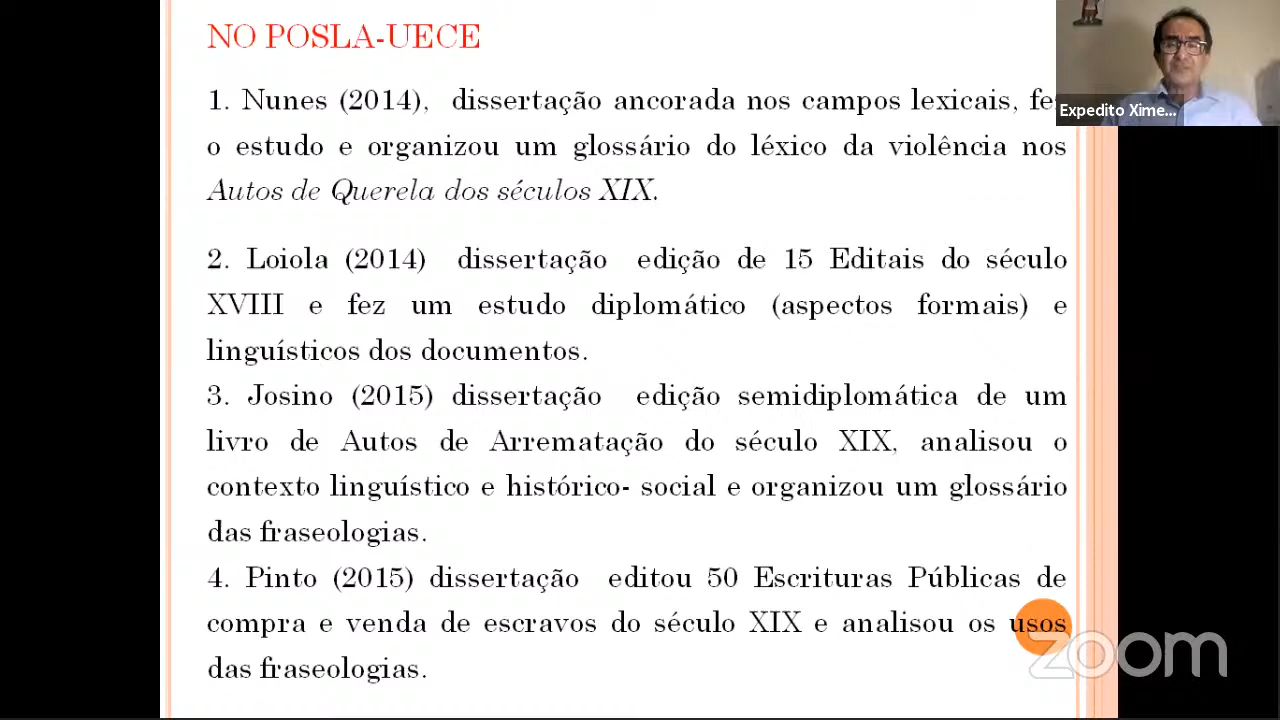 NO POSLA-UECE
1. Nunes (2014), dissertação ancorada nos campos lexicais, fe
o estudo e organizou um glossário do léxico da violência nos
Autos de Querela dos séculos XIX.
2. Loiola (2014) dissertação edição de 15 Editais do século
XVIII e fez um estudo diplomático (aspectos formais) e
linguísticos dos documentos.
3. Josino (2015) dissertação edição semidiplomática de um
livro de Autos de Arrematação do século XIX, analisou o
contexto linguístico e histórico- social e organizou um glossário
das fraseologias.
4. Pinto (2015) dissertação editou 50 Escrituras Públicas de
compra e venda de escravos do século XIX e analisou os usos
das fraseologias.
Expedito Xime...
zoom